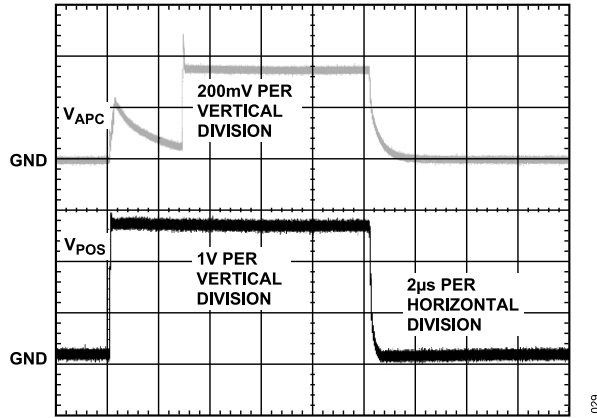 200mV PER
VERTICAL
DIVISION
VAPC
GND
VPOS
1V PER
VERTICAL
DIVISION
2µs PER
HORIZONTAL
DIVISION
GND
029